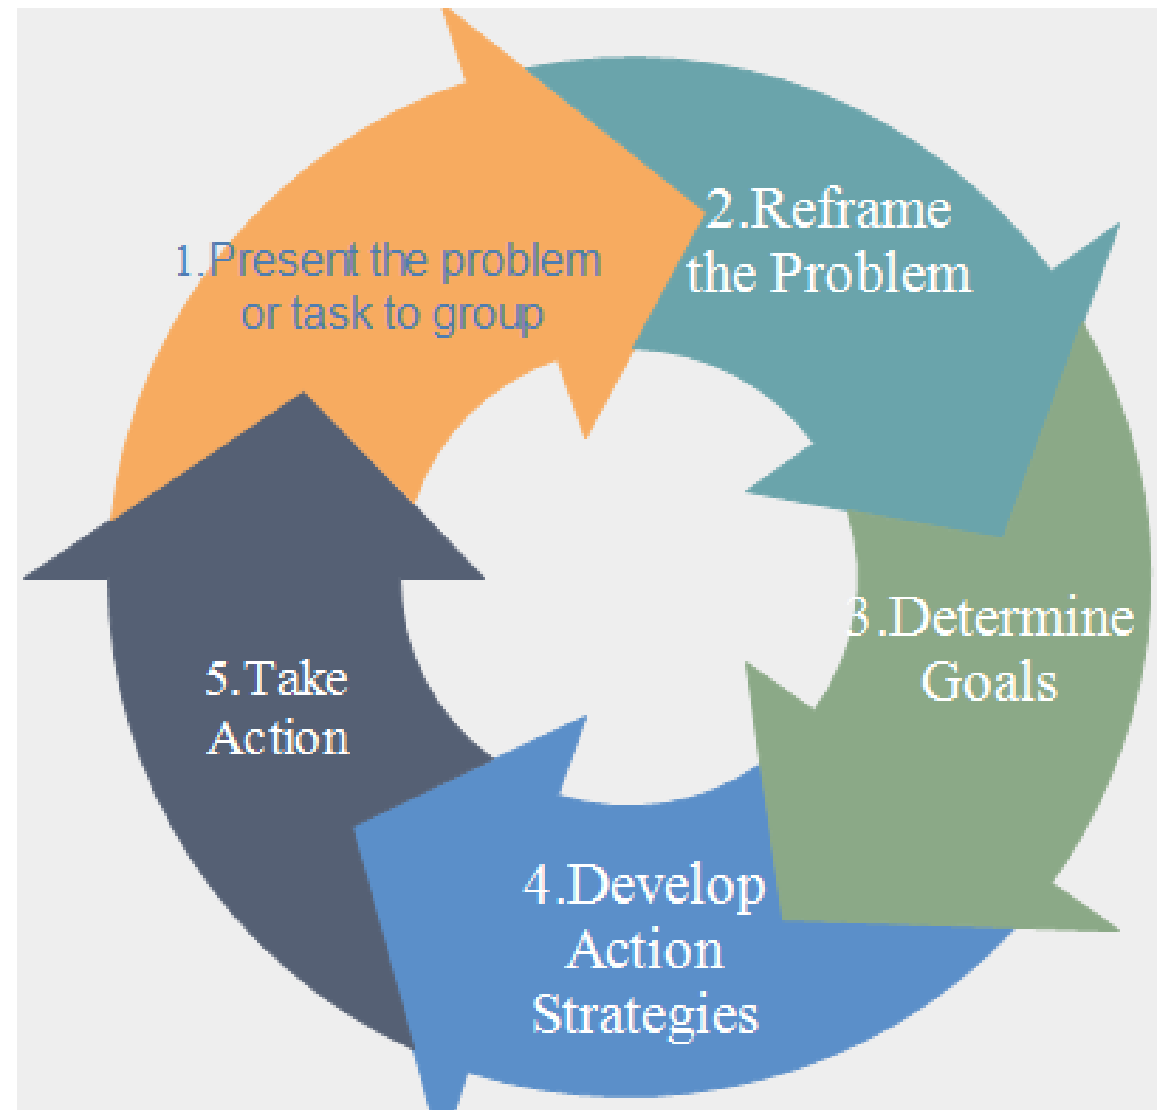 1.Present the problem
or task to group
2.Reframe
the Problem
3.Determine
Goals
4.Develop
Action
Strategies
5.Take
Action